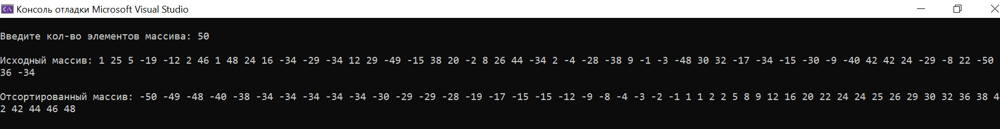 Консоль отладки Microsoft Visual Studio
Введите кол-во элементов массива: 50
Исходный массив: 1 25 5 -19 -12 2 46 1 48 24 16 -34 -29 -34 12 29 -49 -15 38 20 -2 8 26 44 -34 2 -4 -28 -38 9 -1 -3 -48 30 32 -17 -34 -15 -30 -9 -40 42 42 24 -29 -8 22 -50
36 -34
Отсортированный массив: -50 -49 -48 -40 -38 -34 -34 -34 -34 -34 -30 -29 -29 -28 -19 -17 -15 -15 -12 -9 -8 -4 -3 -2 -1 1 1 2 2 5 8 9 12 16 20 22 24 24 25 26 29 30 32 36 38 4
2 42 44 46 48